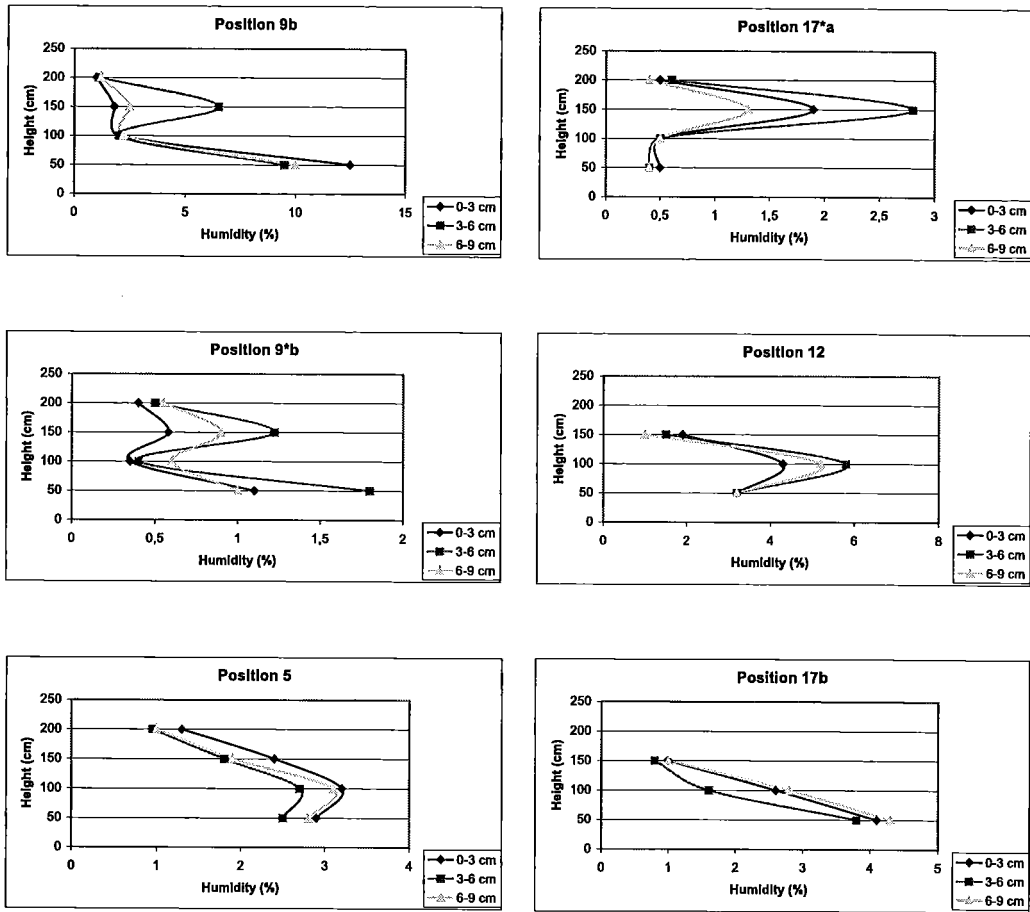 Position 9b
250
200
150
100
50
0
Height (cm)
0 5 10 15
Humidity (%)
0-3 cm
3-6 cm
6-9 cm
Position 17*a
250
200
150
100
50
0
Height (cm)
0 0,5 1 1,5 2 2,5 3
Humidity (%)
0-3 cm
3-6 cm
6-9 cm
Position 9*b
250
200
150
100
50
0
Height (cm)
0 0,5 1 1,5 2
Humidity (%)
0-3 cm
3-6 cm
6-9 cm
Position 12
250
200
150
100
50
0
Height (cm)
0 2 4 6 8
Humidity (%)
0-3 cm
3-6 cm
6-9 cm
Position 5
250
200
150
100
50
0
Height (cm)
0 1 2 3 4
Humidity (%)
0-3 cm
3-6 cm
6-9 cm
Position 17b
250
200
150
100
50
0
Height (cm)
0 1 2 3 4 5
Humidity (%)
0-3 cm
3-6 cm
6-9 cm